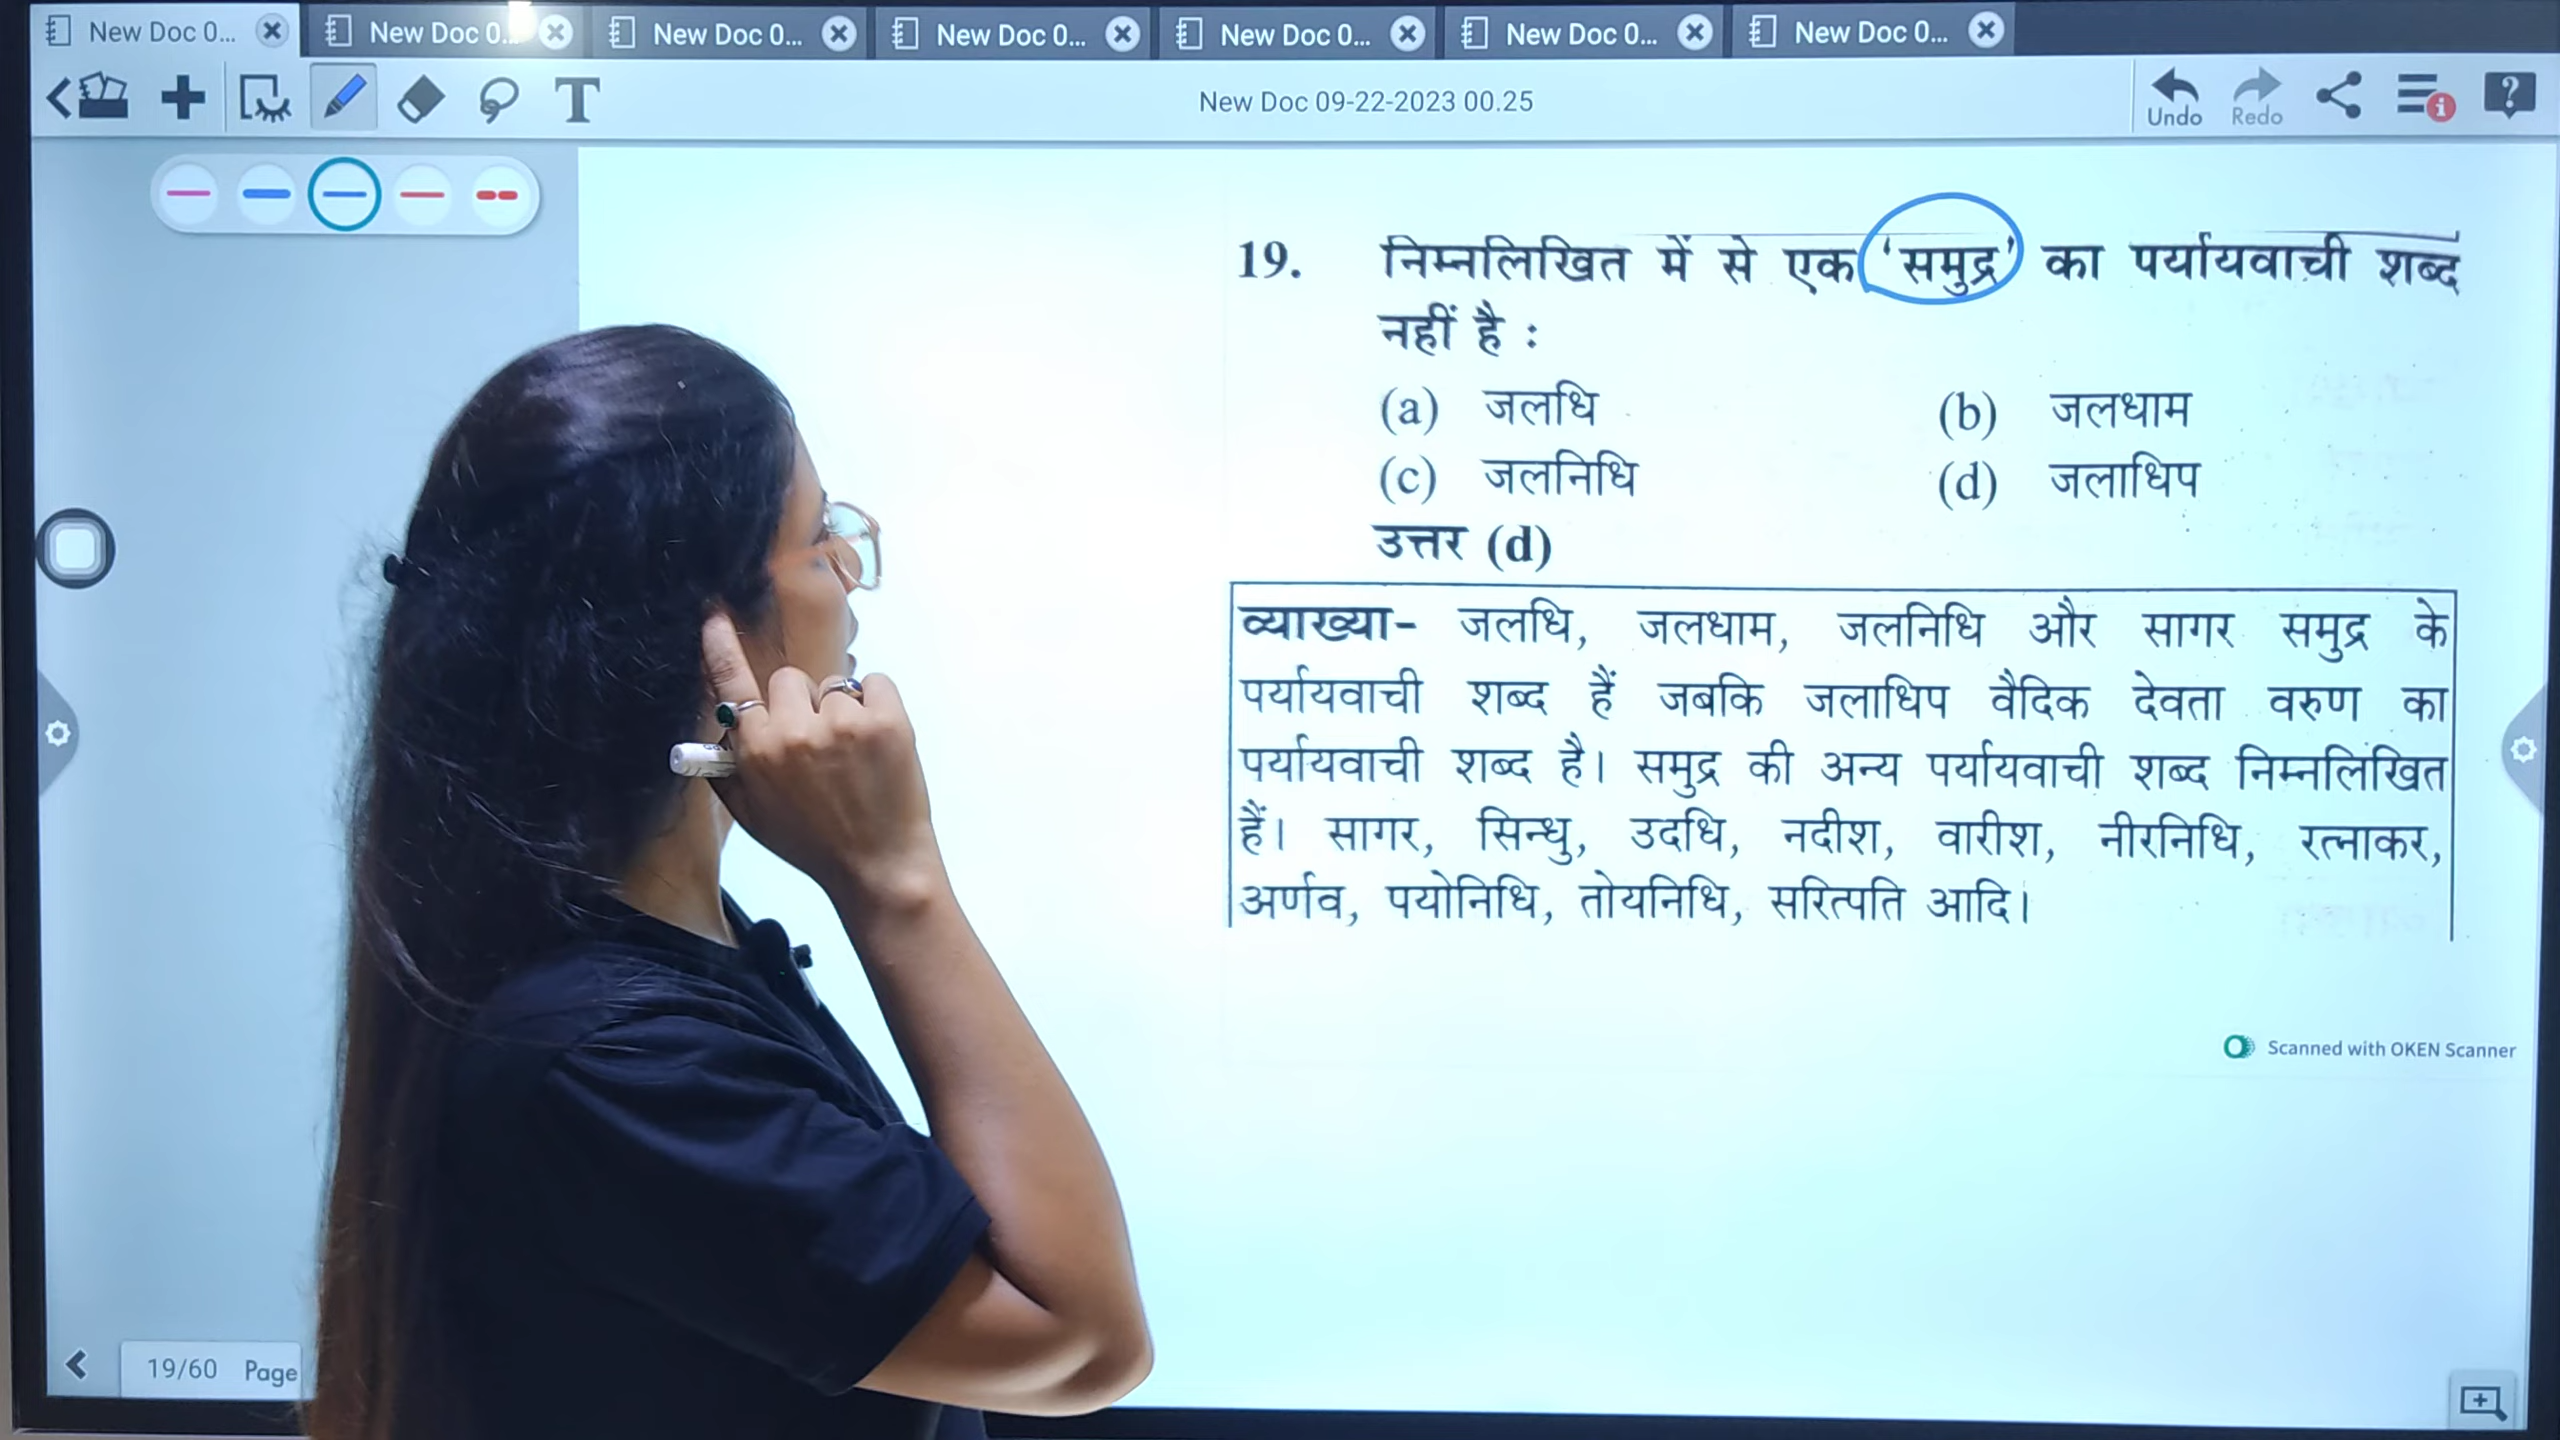 New Doc 0... New Doc 0... New Doc 0... New Doc 0... New Doc 0... New Doc 0... New Doc 0...
T New Doc 09-22-2023 00.25 Undo Redo
19. निम्नलिखित में से एक 'समुद्र' का पर्यायवाची शब्द
नहीं है :
(a) जलधि (b) जलधाम
(c) जलनिधि (d) जलाधिप
उत्तर (d)
व्याख्या- जलधि, जलधाम, जलनिधि और सागर समुद्र के
पर्यायवाची शब्द हैं जबकि जलाधिप वैदिक देवता वरुण का
पर्यायवाची शब्द है। समुद्र की अन्य पर्यायवाची शब्द निम्नलिखित
हैं। सागर, सिन्धु, उदधि, नदीश, वारीश, नीरनिधि, रत्नाकर,
अर्णव, पयोनिधि, तोयनिधि, सरित्पति आदि।
Scanned with OKEN Scanner
19/60 Page